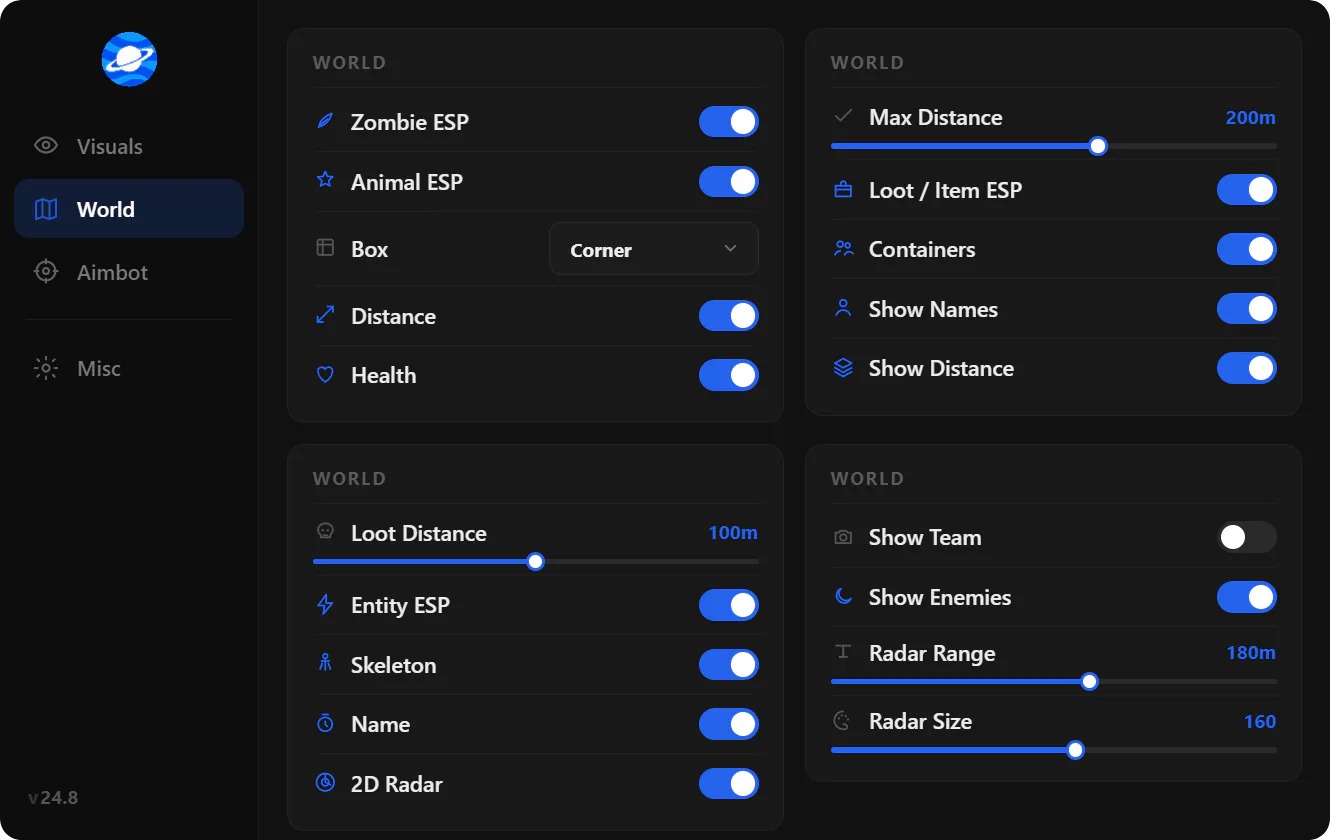 Visuals
World
Aimbot
Misc
v24.8
WORLD
Zombie ESP
Animal ESP
Box Corner
Distance
Health
WORLD
Max Distance 200m
Loot / Item ESP
Containers
Show Names
Show Distance
WORLD
Loot Distance 100m
Entity ESP
Skeleton
Name
2D Radar
WORLD
Show Team
Show Enemies
Radar Range 180m
Radar Size 160